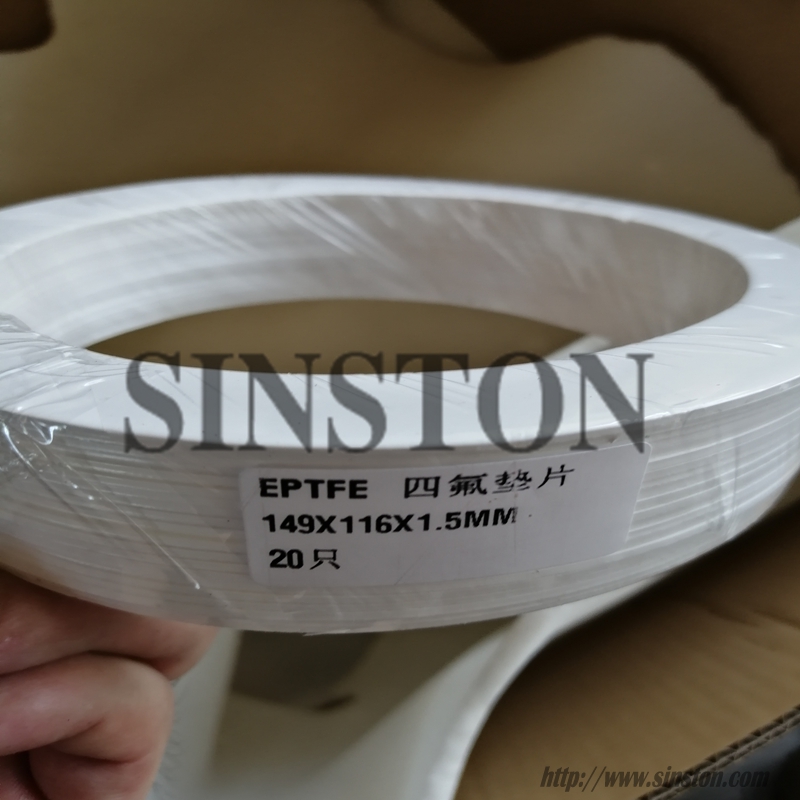 SINSTON
EPTFE 四氟垫片
149X116X1.5MM
20只
http://www.sinston.com